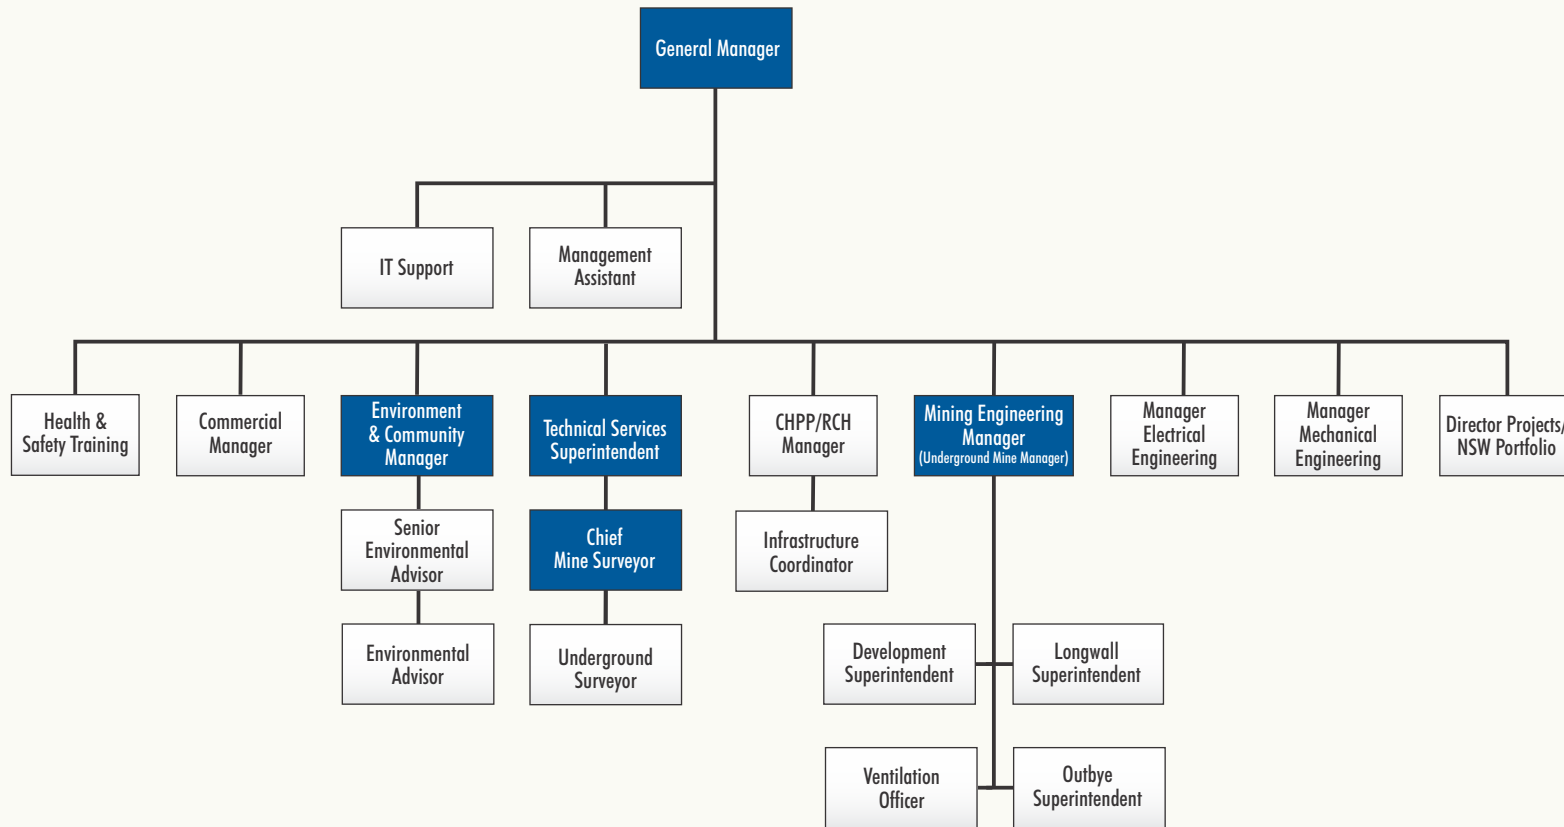 General Manager
IT Support
Management
Assistant
Health &
Safety Training
Commercial
Manager
Environment
& Community
Manager
Technical Services
Superintendent
CHPP/RCH
Manager
Mining Engineering
Manager
(Underground Mine Manager)
Manager
Electrical
Engineering
Manager
Mechanical
Engineering
Director Projects/
NSW Portfolio
Senior
Environmental
Advisor
Chief
Mine Surveyor
Infrastructure
Coordinator
Environmental
Advisor
Underground
Surveyor
Development
Superintendent
Longwall
Superintendent
Ventilation
Officer
Outbye
Superintendent